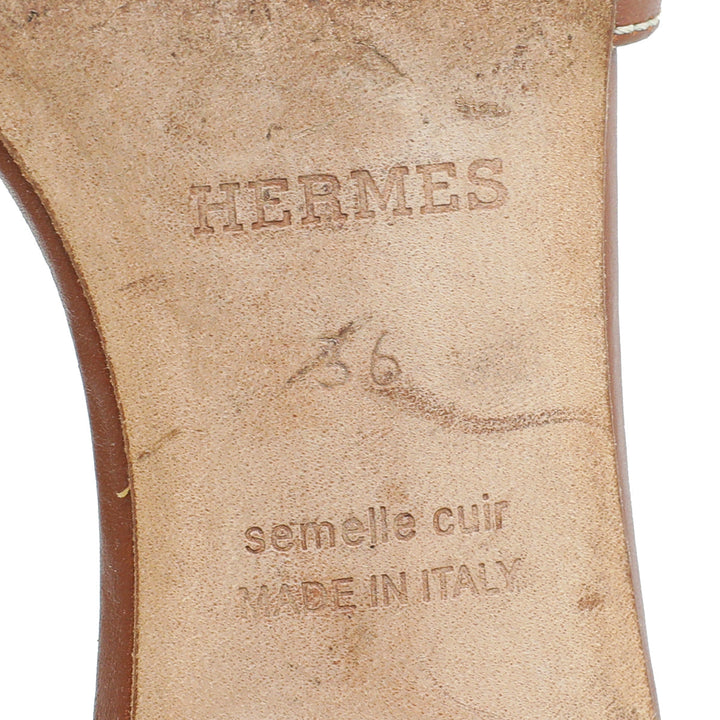 HERMES
36
semelle cuir
MADE IN ITALY